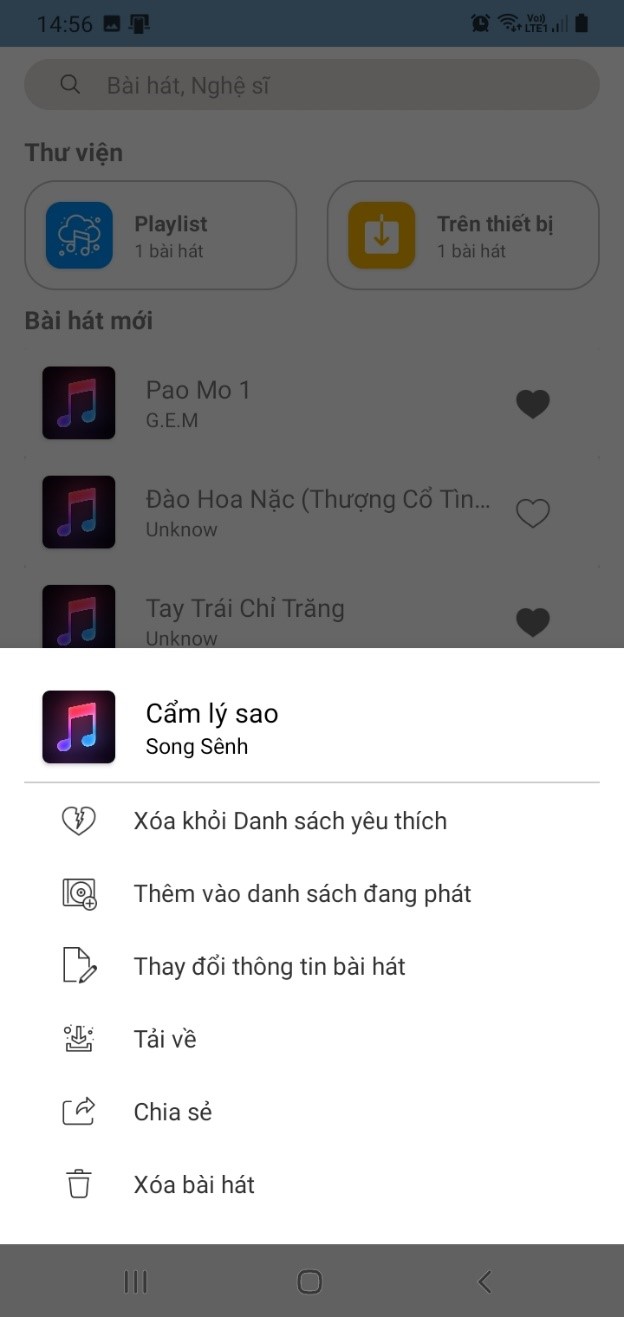 14:56
Vo)) LTE1
Bài hát, Nghệ sĩ
Thư viện
Playlist
1 bài hát
Trên thiết bị
1 bài hát
Bài hát mới
Pao Mo 1
G.E.M
Đào Hoa Nặc (Thượng Cổ Tìn...
Unknow
Tay Trái Chỉ Trăng
Unknow
Cẩm lý sao
Song Sênh
Xóa khỏi Danh sách yêu thích
Thêm vào danh sách đang phát
Thay đổi thông tin bài hát
Tải về
Chia sẻ
Xóa bài hát